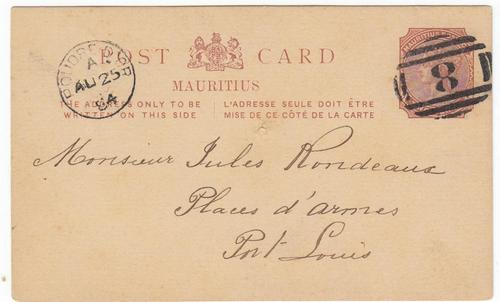 POST CARD
MAURITIUS
THE ADDRESS ONLY TO BE
WRITTEN ON THIS SIDE
L'ADRESSE SEULE DOIT ÊTRE
MISE DE CE CÔTÉ DE LA CARTE
A
AU 25
84
MAURITIUS
8
Monsieur Jules Rondeaux
Places d'armes
Port-Louis